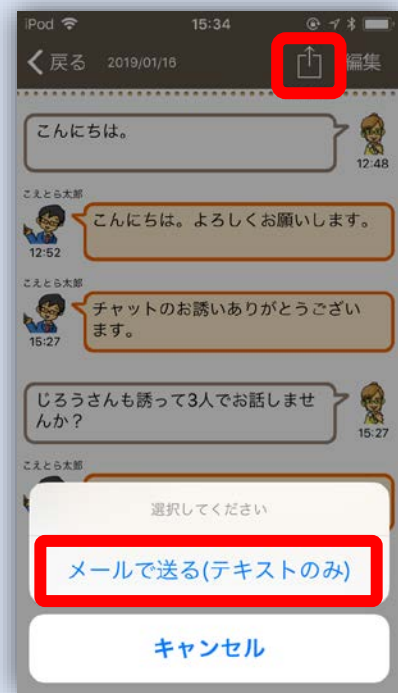 iPod 15:34
戻る 2019/01/16 編集
こんにちは。
12:48
こえとら太郎
こんにちは。よろしくお願いします。
12:52
こえとら太郎
チャットのお誘いありがとうござい
ます。
15:27
じろうさんも誘って3人でお話しませ
んか？
15:27
こえとら太郎
選択してください
メールで送る(テキストのみ)
キャンセル